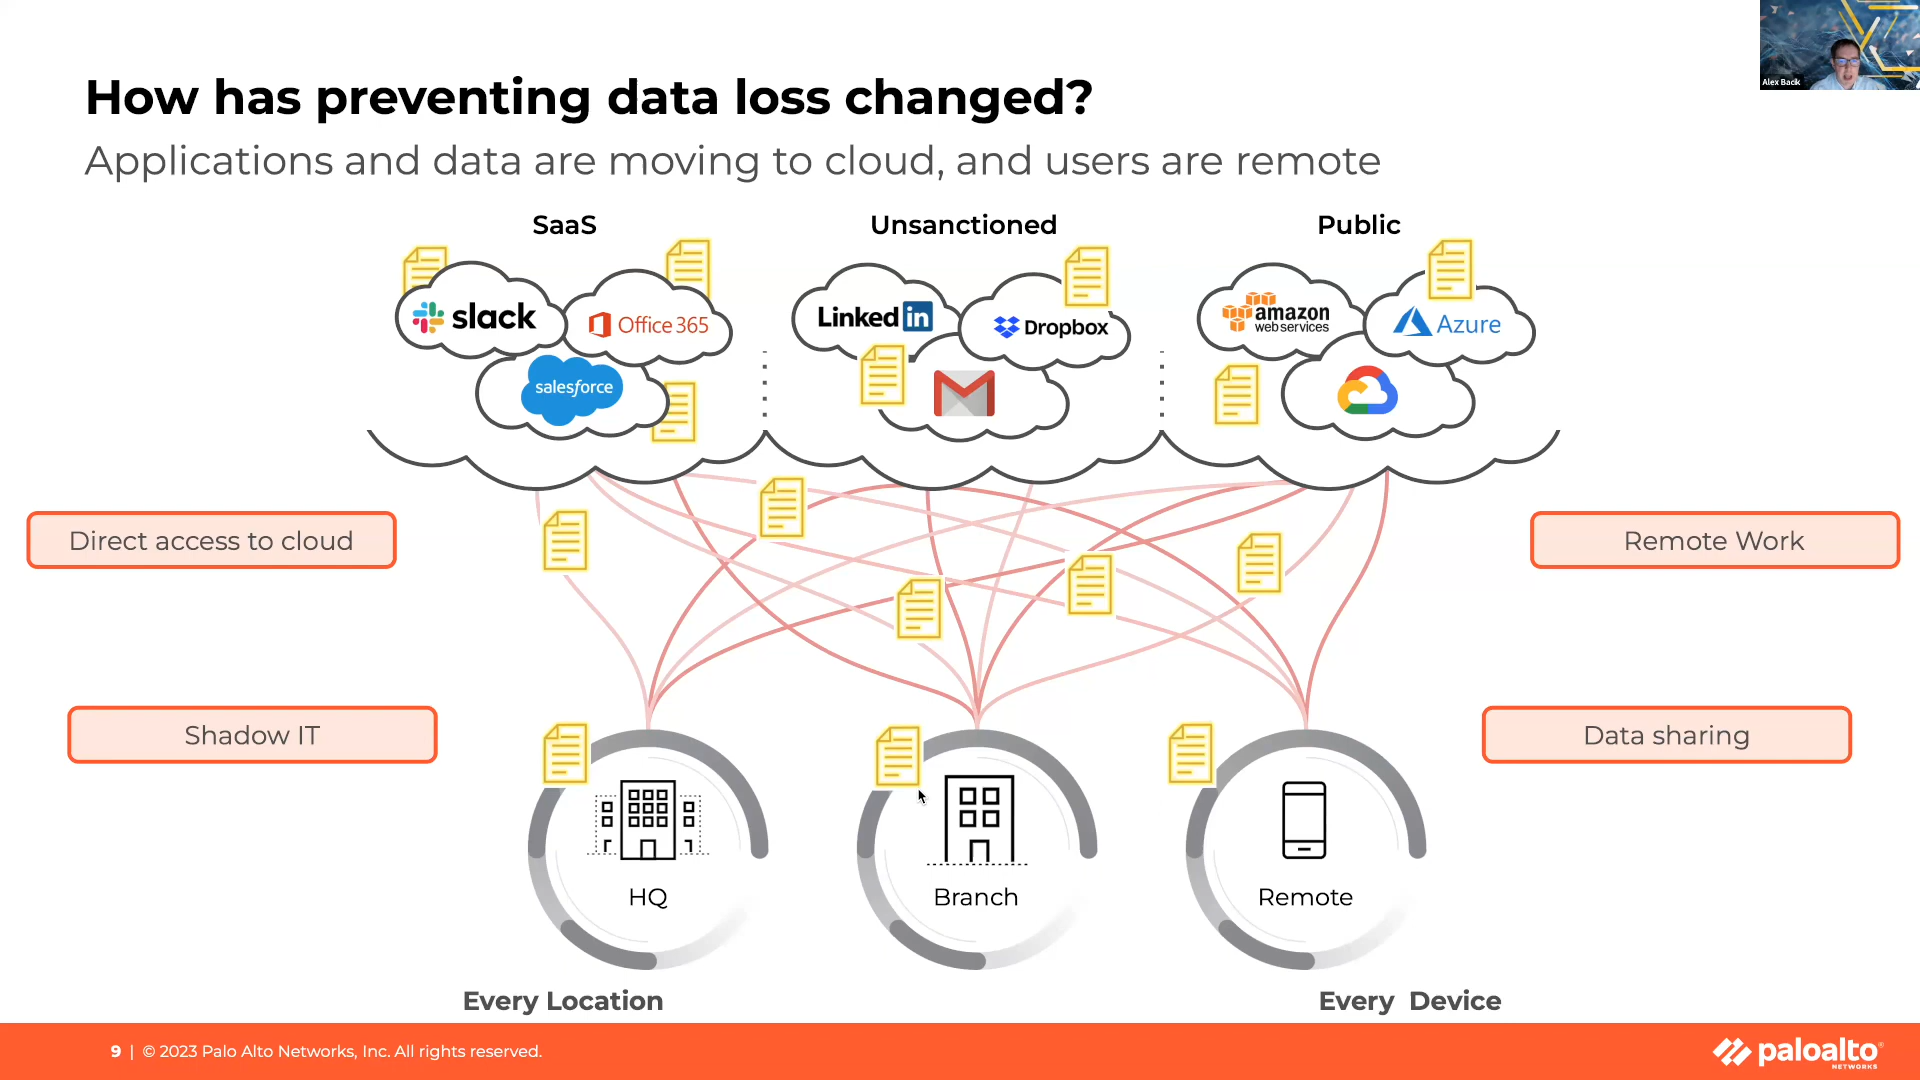 Alex Bacik
How has preventing data loss changed?
Applications and data are moving to cloud, and users are remote
SaaS
Unsanctioned
Public
slack
Office 365
salesforce
Linked in
Dropbox
amazon
web services
Azure
Direct access to cloud
Remote Work
Shadow IT
Data sharing
HQ
Branch
Remote
Every Location
Every Device
9 | © 2023 Palo Alto Networks, Inc. All rights reserved.
paloalto®
NETWORKS